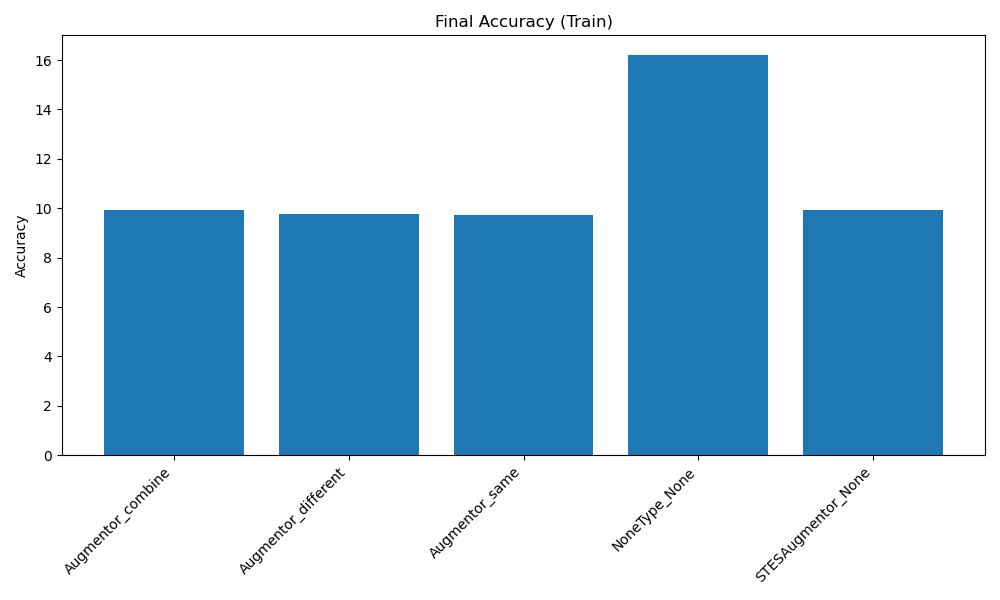 Final Accuracy (Train)
Accuracy
16
14
12
10
8
6
4
2
0
Augmentor_combine
Augmentor_different
Augmentor_same
NoneType_None
STESAugmentor_None